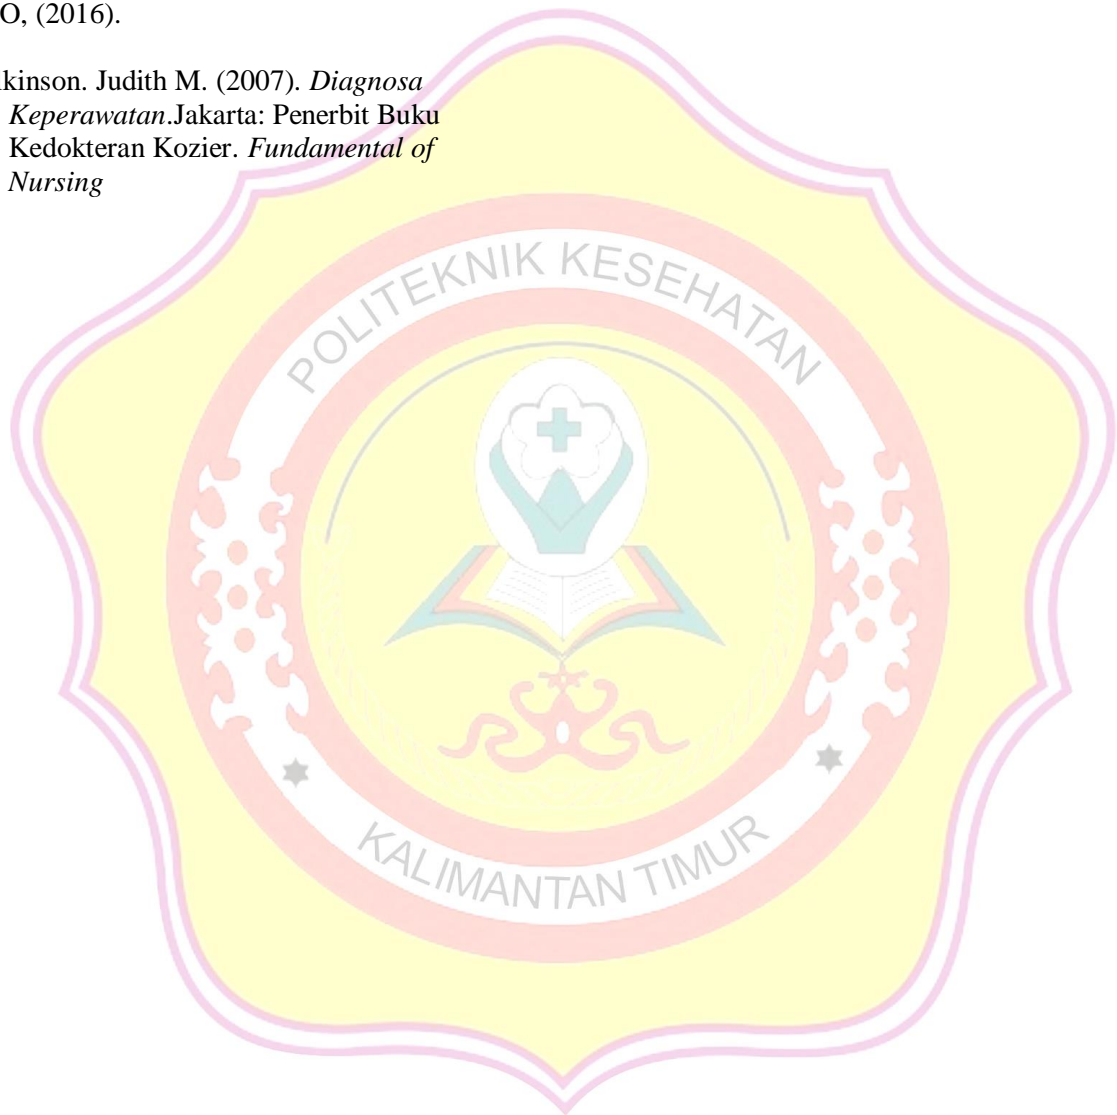 O, (2016).
kinson. Judith M. (2007). Diagnosa
Keperawatan.Jakarta: Penerbit Buku
Kedokteran Kozier. Fundamental of
Nursing
POLITEKNIK KESEHATAN
KALIMANTAN TIMUR